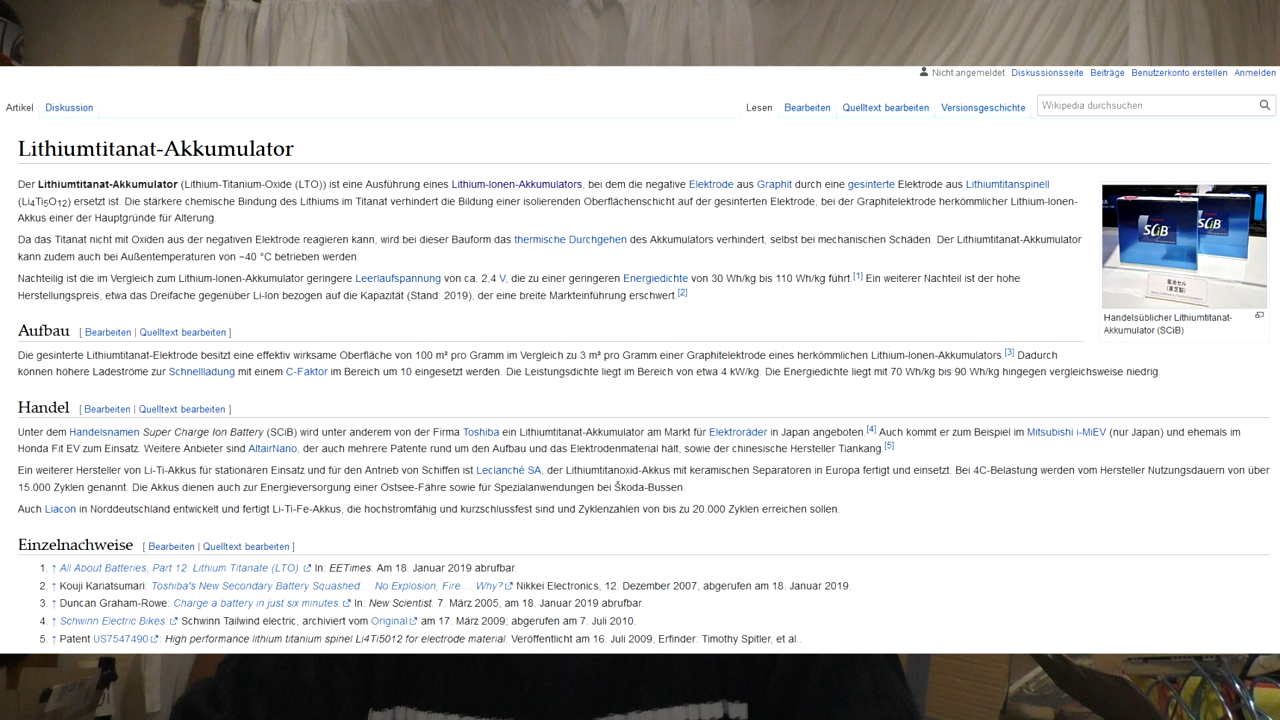 Nicht angemeldet Diskussionsseite Beiträge Benutzerkonto erstellen Anmelden
Artikel Diskussion Lesen Bearbeiten Quelltext bearbeiten Versionsgeschichte Wikipedia durchsuchen
Lithiumtitanat-Akkumulator
Der Lithiumtitanat-Akkumulator (Lithium-Titanium-Oxide (LTO)) ist eine Ausführung eines Lithium-Ionen-Akkumulators, bei dem die negative Elektrode aus Graphit durch eine gesinterte Elektrode aus Lithiumtitanspinell
(Li4Ti5O12) ersetzt ist. Die stärkere chemische Bindung des Lithiums im Titanat verhindert die Bildung einer isolierenden Oberflächenschicht auf der gesinterten Elektrode, bei der Graphitelektrode herkömmlicher Lithium-Ionen-
Akkus einer der Hauptgründe für Alterung.
Da das Titanat nicht mit Oxiden aus der negativen Elektrode reagieren kann, wird bei dieser Bauform das thermische Durchgehen des Akkumulators verhindert, selbst bei mechanischen Schäden. Der Lithiumtitanat-Akkumulator
kann zudem auch bei Außentemperaturen von −40 °C betrieben werden.
Nachteilig ist die im Vergleich zum Lithium-Ionen-Akkumulator geringere Leerlaufspannung von ca. 2,4 V, die zu einer geringeren Energiedichte von 30 Wh/kg bis 110 Wh/kg führt.[1] Ein weiterer Nachteil ist der hohe
Herstellungspreis, etwa das Dreifache gegenüber Li-Ion bezogen auf die Kapazität (Stand: 2019), der eine breite Markteinführung erschwert.[2]
SCiB
SCiB
電池セル
Handelsüblicher Lithiumtitanat-
Akkumulator (SCiB)
Aufbau [ Bearbeiten | Quelltext bearbeiten ]
Die gesinterte Lithiumtitanat-Elektrode besitzt eine effektiv wirksame Oberfläche von 100 m² pro Gramm im Vergleich zu 3 m² pro Gramm einer Graphitelektrode eines herkömmlichen Lithium-Ionen-Akkumulators.[3] Dadurch
können höhere Ladeströme zur Schnellladung mit einem C-Faktor im Bereich um 10 eingesetzt werden. Die Leistungsdichte liegt im Bereich von etwa 4 kW/kg. Die Energiedichte liegt mit 70 Wh/kg bis 90 Wh/kg hingegen vergleichsweise niedrig.
Handel [ Bearbeiten | Quelltext bearbeiten ]
Unter dem Handelsnamen Super Charge Ion Battery (SCiB) wird unter anderem von der Firma Toshiba ein Lithiumtitanat-Akkumulator am Markt für Elektroräder in Japan angeboten.[4] Auch kommt er zum Beispiel im Mitsubishi i-MiEV (nur Japan) und ehemals im
Honda Fit EV zum Einsatz. Weitere Anbieter sind AltairNano, der auch mehrere Patente rund um den Aufbau und das Elektrodenmaterial hält, sowie der chinesische Hersteller Tiankang.[5]
Ein weiterer Hersteller von Li-Ti-Akkus für stationären Einsatz und für den Antrieb von Schiffen ist Leclanché SA, der Lithiumtitanoxid-Akkus mit keramischen Separatoren in Europa fertigt und einsetzt. Bei 4C-Belastung werden vom Hersteller Nutzungsdauern von über
15.000 Zyklen genannt. Die Akkus dienen auch zur Energieversorgung einer Ostsee-Fähre sowie für Spezialanwendungen bei Škoda-Bussen.
Auch Liacon in Norddeutschland entwickelt und fertigt Li-Ti-Fe-Akkus, die hochstromfähig und kurzschlussfest sind und Zyklenzahlen von bis zu 20.000 Zyklen erreichen sollen.
Einzelnachweise [ Bearbeiten | Quelltext bearbeiten ]
1. ↑ All About Batteries, Part 12: Lithium Titanate (LTO). In: EETimes. Am 18. Januar 2019 abrufbar.
2. ↑ Kouji Kariatsumari: Toshiba's New Secondary Battery Squashed ... No Explosion, Fire ... Why? Nikkei Electronics, 12. Dezember 2007, abgerufen am 18. Januar 2019.
3. ↑ Duncan Graham-Rowe: Charge a battery in just six minutes. In: New Scientist. 7. März 2005, am 18. Januar 2019 abrufbar.
4. ↑ Schwinn Electric Bikes. Schwinn Tailwind electric, archiviert vom Original am 17. März 2009; abgerufen am 7. Juli 2010.
5. ↑ Patent US7547490: High performance lithium titanium spinel Li4Ti5012 for electrode material. Veröffentlicht am 16. Juli 2009, Erfinder: Timothy Spitler, et al..